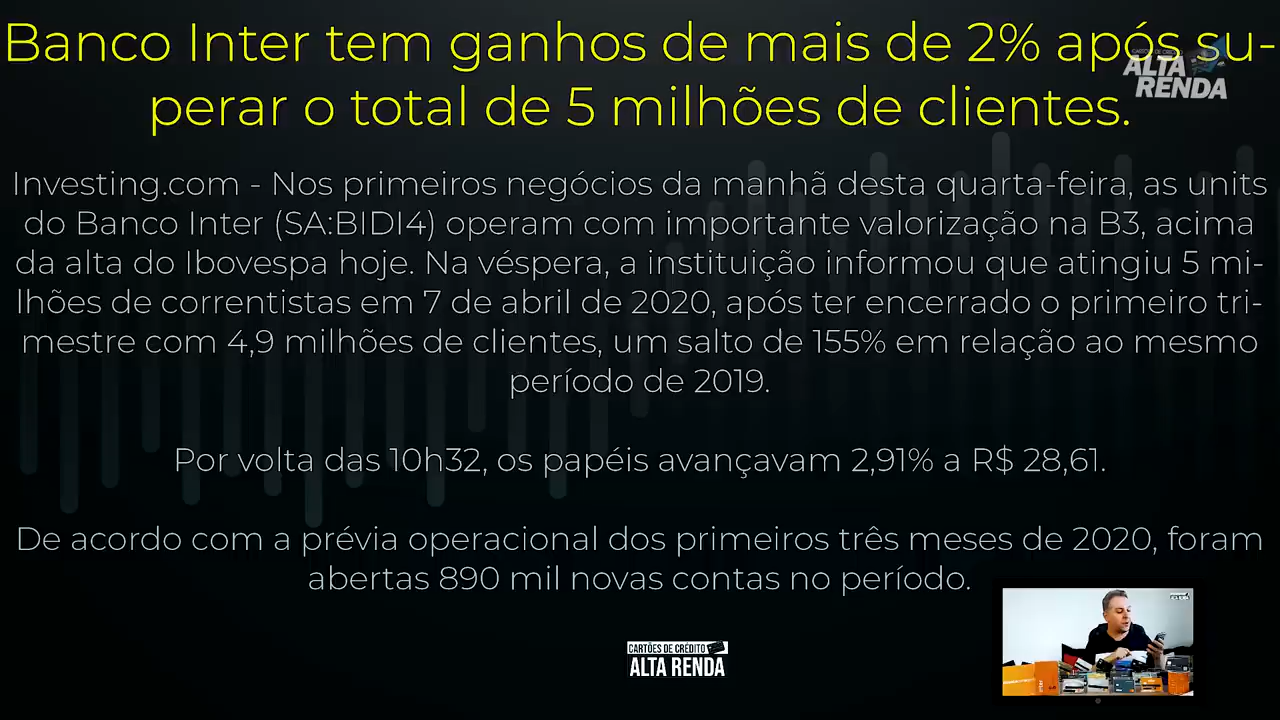 Banco Inter tem ganhos de mais de 2% após su-
perar o total de 5 milhões de clientes.
CARTÕES DE CRÉDITO
ALTA
RENDA
Investing.com - Nos primeiros negócios da manhã desta quarta-feira, as units
do Banco Inter (SA:BIDI4) operam com importante valorização na B3, acima
da alta do Ibovespa hoje. Na véspera, a instituição informou que atingiu 5 mi-
lhões de correntistas em 7 de abril de 2020, após ter encerrado o primeiro tri-
mestre com 4,9 milhões de clientes, um salto de 155% em relação ao mesmo
período de 2019.
Por volta das 10h32, os papéis avançavam 2,91% a R$ 28,61.
De acordo com a prévia operacional dos primeiros três meses de 2020, foram
abertas 890 mil novas contas no período.
CARTÕES DE CRÉDITO
ALTA RENDA
inter